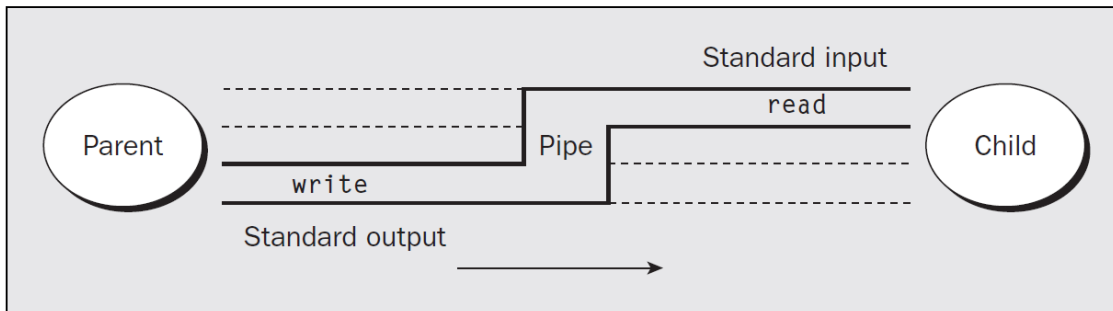 Standard input
read
Parent
Pipe
Child
write
Standard output